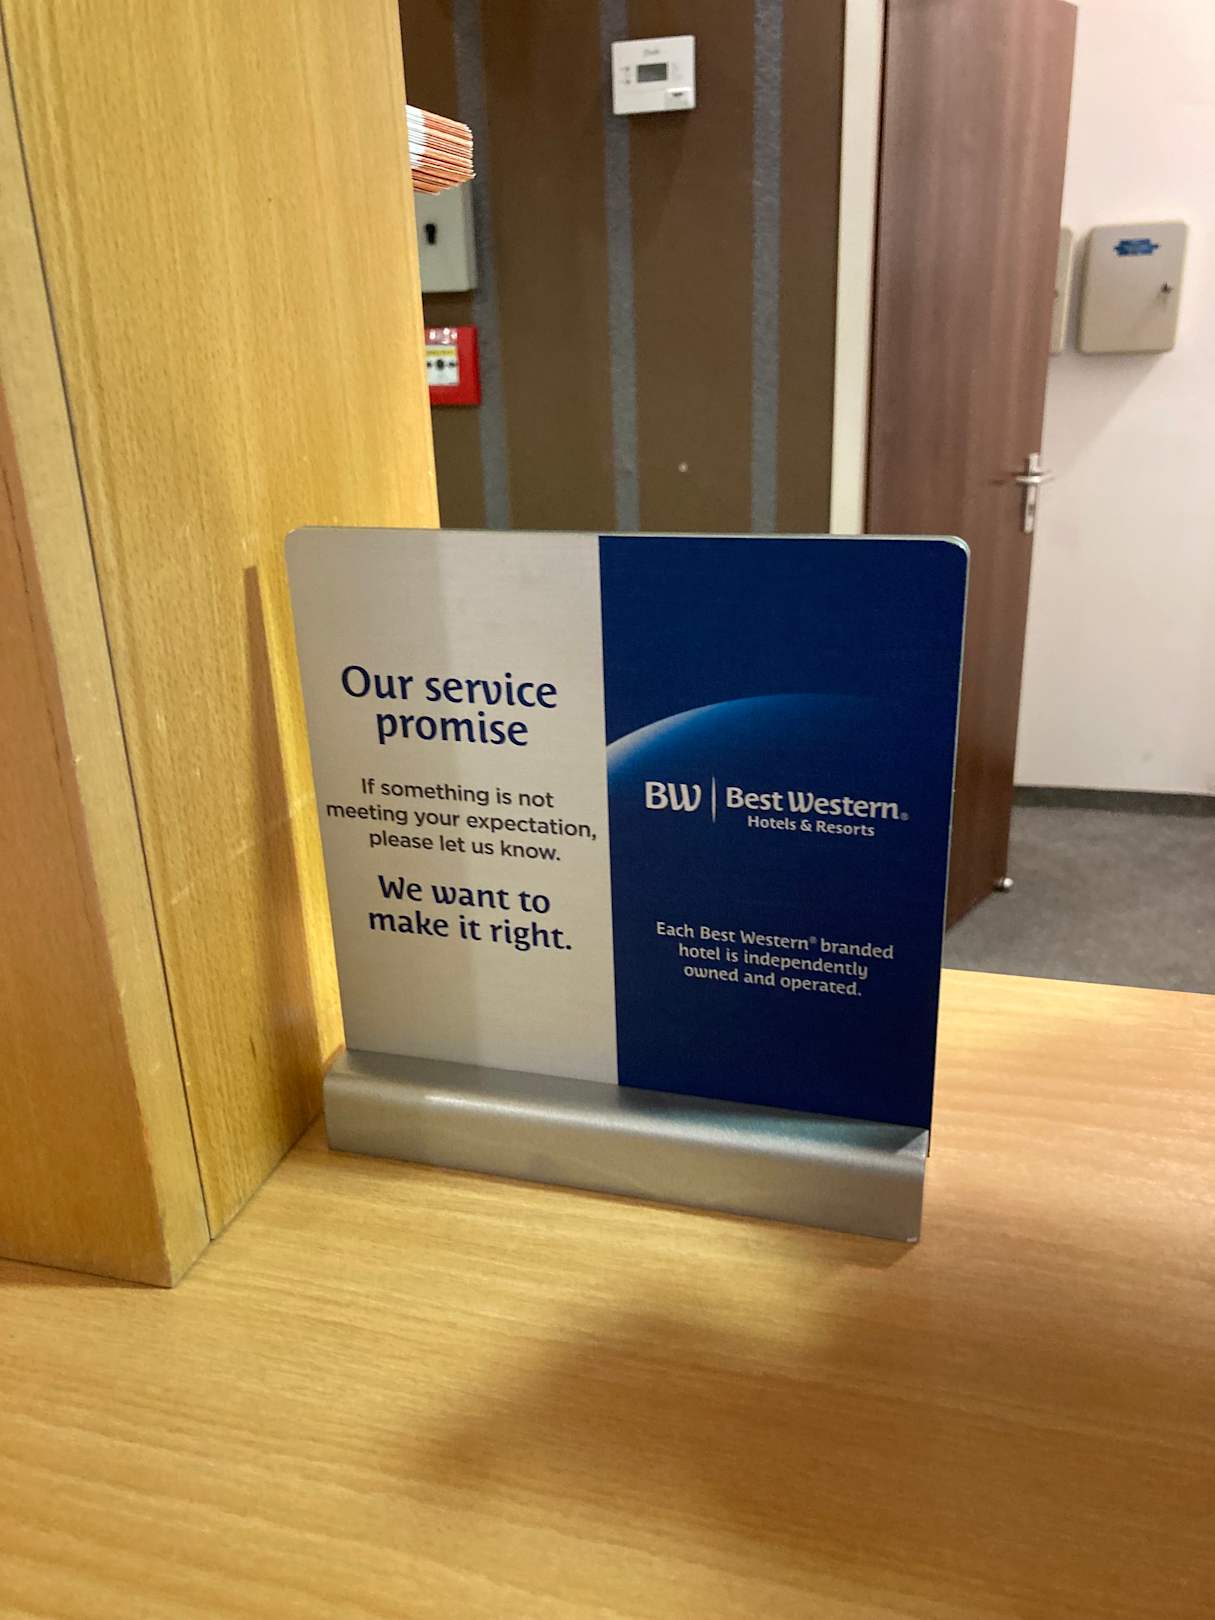 Our service
promise
If something is not
meeting your expectation,
please let us know.
We want to
make it right.
BW | Best Western®
Hotels & Resorts
Each Best Western® branded
hotel is independently
owned and operated.